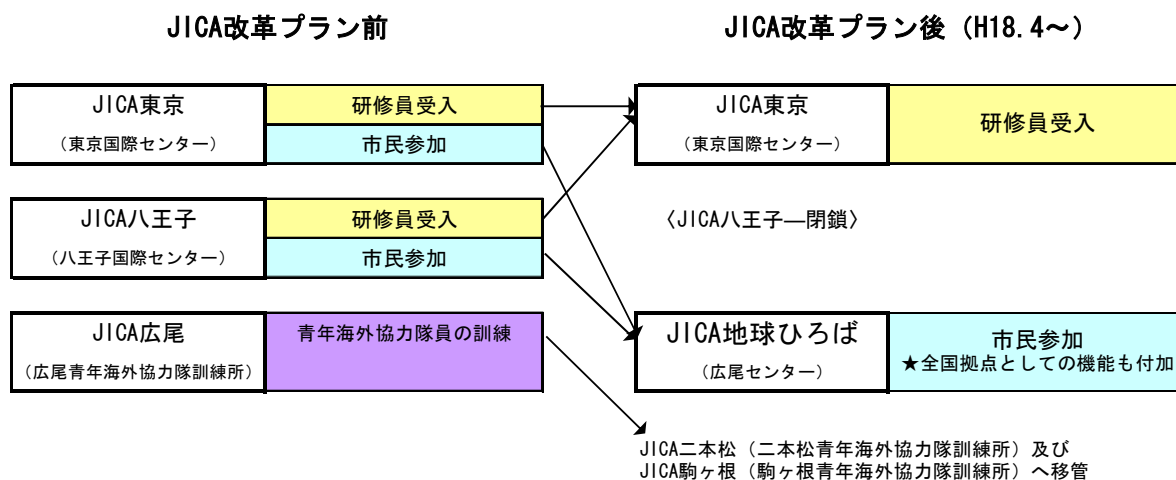 JICA改革プラン前
JICA改革プラン後（H18.4～）
JICA東京
（東京国際センター）
研修員受入
市民参加
JICA東京
（東京国際センター）
研修員受入
JICA八王子
（八王子国際センター）
研修員受入
市民参加
〈JICA八王子―閉鎖〉
JICA広尾
（広尾青年海外協力隊訓練所）
青年海外協力隊員の訓練
JICA地球ひろば
（広尾センター）
市民参加
★全国拠点としての機能も付加
JICA二本松（二本松青年海外協力隊訓練所）及び
JICA駒ヶ根（駒ヶ根青年海外協力隊訓練所）へ移管